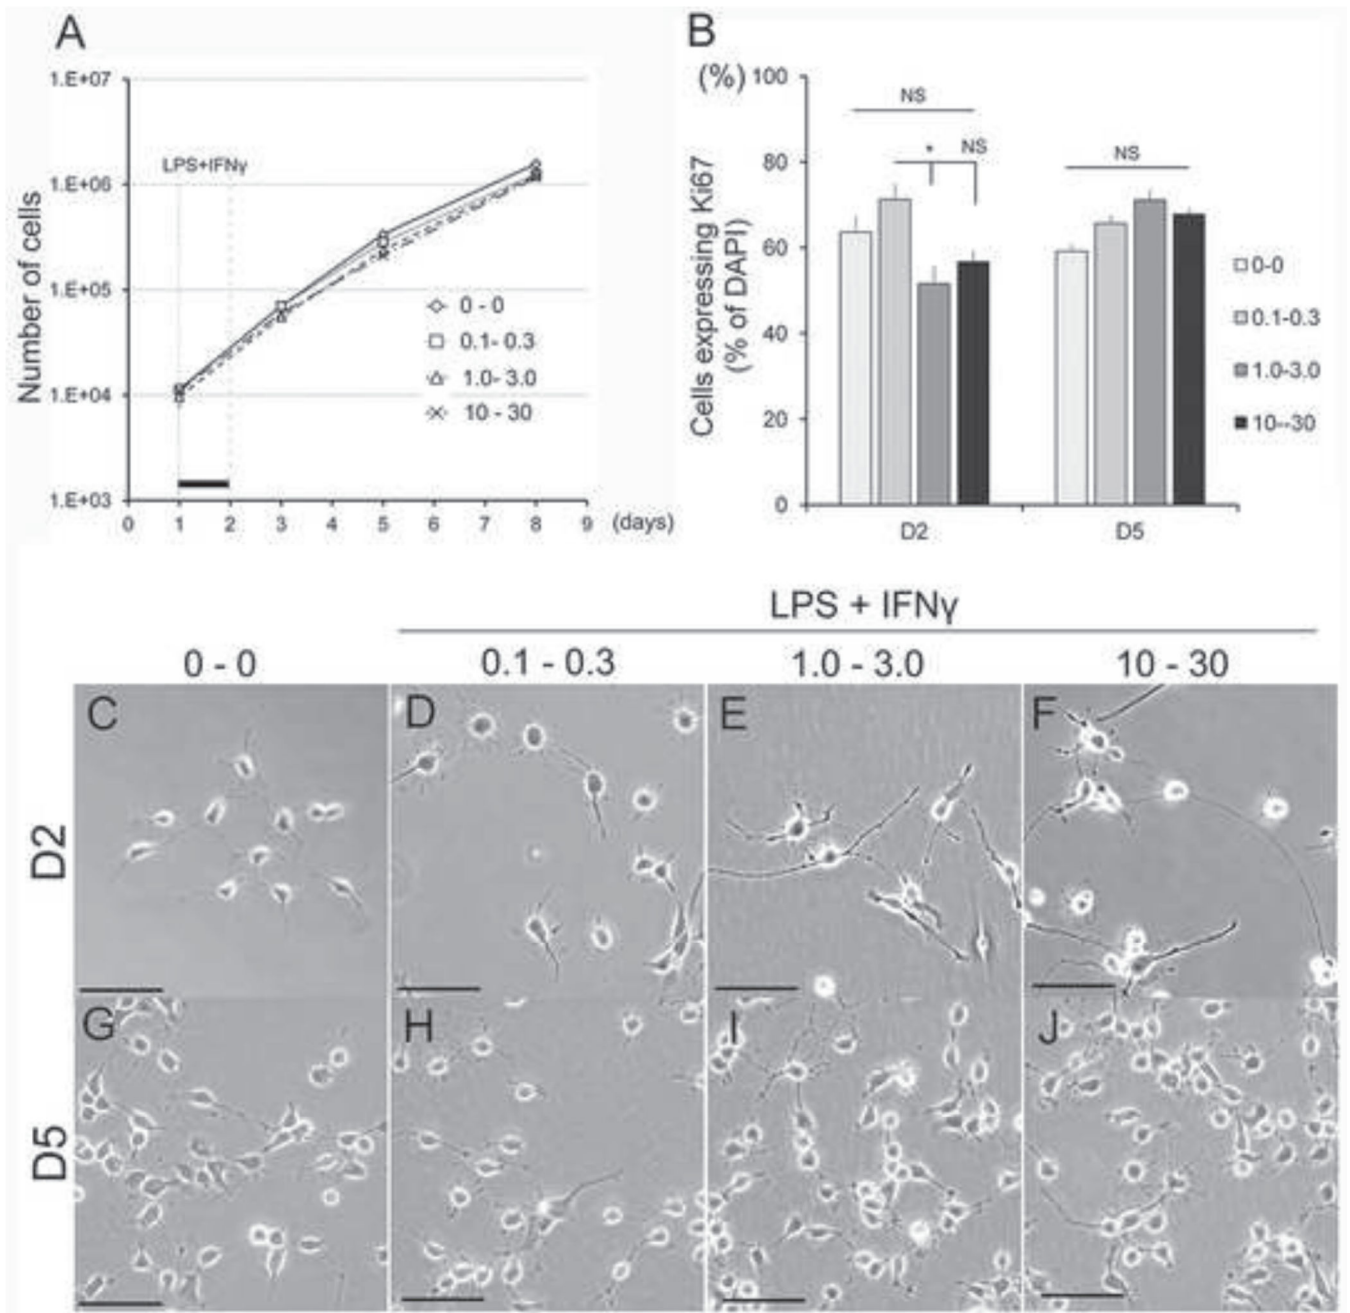 A
1.E+07
1.E+06
1.E+05
1.E+04
1.E+03
Number of cells
LPS+IFNγ
0 - 0
0.1- 0.3
1.0- 3.0
10 - 30
0 1 2 3 4 5 6 7 8 9 (days)
B
(%)
100
80
60
40
20
0
Cells expressing Ki67
(% of DAPI)
NS
* NS
NS
0-0
0.1-0.3
1.0-3.0
10--30
D2 D5
LPS + IFNγ
0 - 0 0.1 - 0.3 1.0 - 3.0 10 - 30
D2
C D E F
D5
G H I J